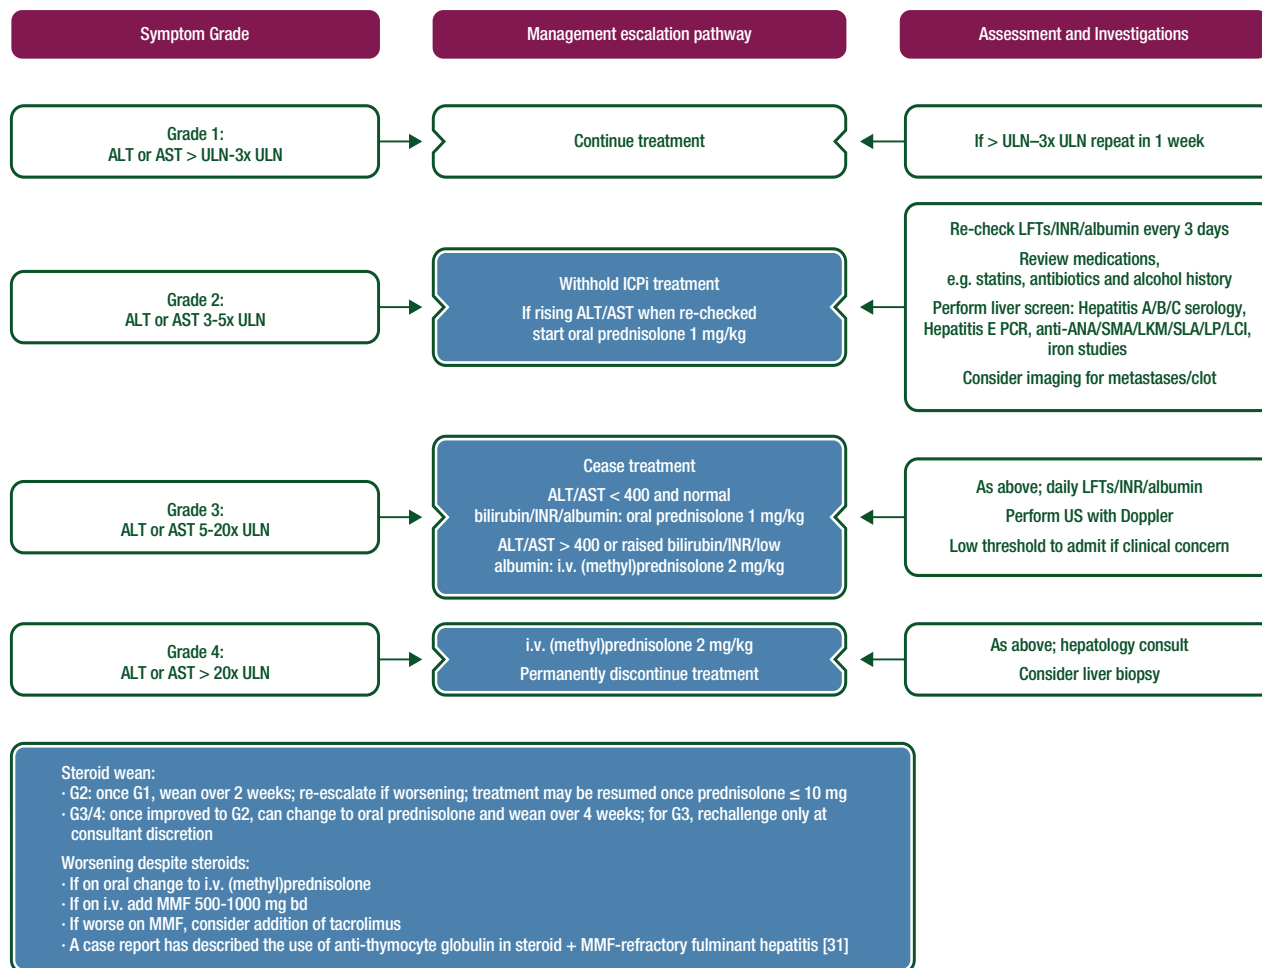 Symptom Grade
Management escalation pathway
Assessment and Investigations
Grade 1:
ALT or AST > ULN-3x ULN
Continue treatment
If > ULN–3x ULN repeat in 1 week
Grade 2:
ALT or AST 3-5x ULN
Withhold ICPi treatment
If rising ALT/AST when re-checked
start oral prednisolone 1 mg/kg
Re-check LFTs/INR/albumin every 3 days
Review medications,
e.g. statins, antibiotics and alcohol history
Perform liver screen: Hepatitis A/B/C serology,
Hepatitis E PCR, anti-ANA/SMA/LKM/SLA/LP/LCI,
iron studies
Consider imaging for metastases/clot
Grade 3:
ALT or AST 5-20x ULN
Cease treatment
ALT/AST < 400 and normal
bilirubin/INR/albumin: oral prednisolone 1 mg/kg
ALT/AST > 400 or raised bilirubin/INR/low
albumin: i.v. (methyl)prednisolone 2 mg/kg
As above; daily LFTs/INR/albumin
Perform US with Doppler
Low threshold to admit if clinical concern
Grade 4:
ALT or AST > 20x ULN
i.v. (methyl)prednisolone 2 mg/kg
Permanently discontinue treatment
As above; hepatology consult
Consider liver biopsy
Steroid wean:
· G2: once G1, wean over 2 weeks; re-escalate if worsening; treatment may be resumed once prednisolone ≤ 10 mg
· G3/4: once improved to G2, can change to oral prednisolone and wean over 4 weeks; for G3, rechallenge only at
consultant discretion
Worsening despite steroids:
· If on oral change to i.v. (methyl)prednisolone
· If on i.v. add MMF 500-1000 mg bd
· If worse on MMF, consider addition of tacrolimus
· A case report has described the use of anti-thymocyte globulin in steroid + MMF-refractory fulminant hepatitis [31]